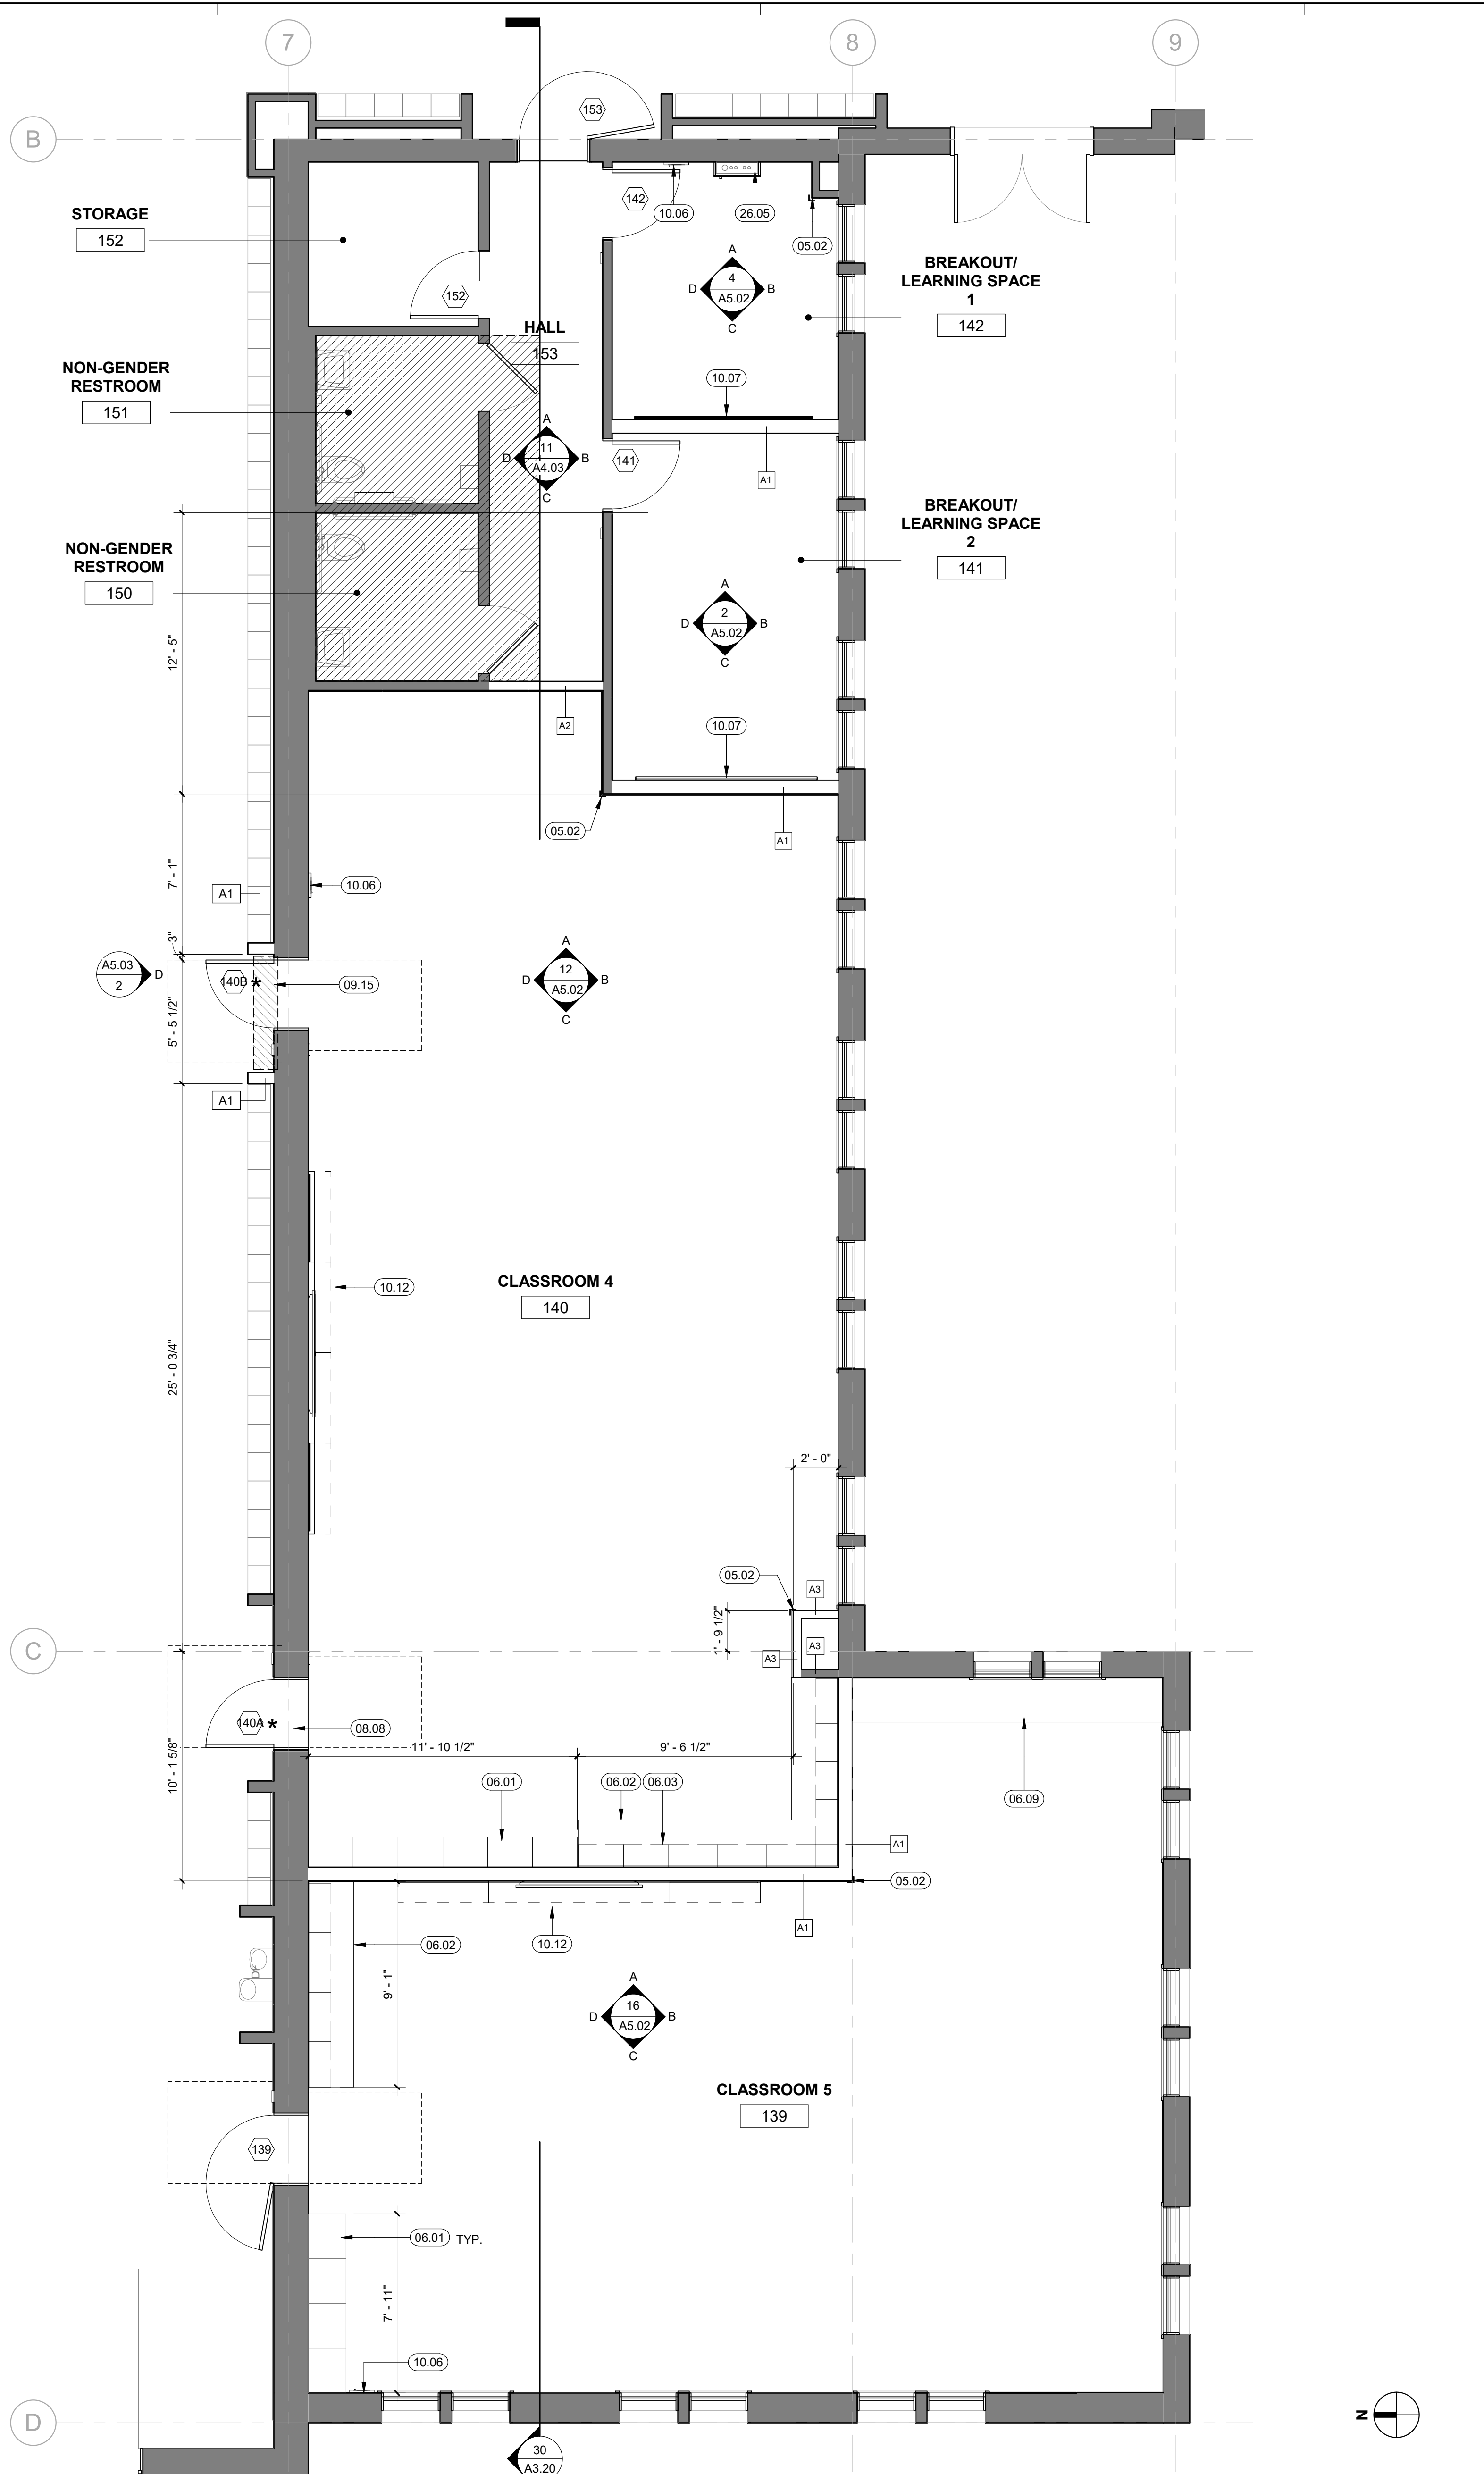 7
8
9
B
153
142
10.06
26.05
05.02
STORAGE
152
152
BREAKOUT/
LEARNING SPACE
1
142
A
4
D
B
A5.02
C
HALL
153
NON-GENDER
RESTROOM
151
10.07
A
11
D
B
A4.03
C
141
A1
BREAKOUT/
LEARNING SPACE
2
141
NON-GENDER
RESTROOM
150
A
2
D
B
A5.02
C
12' - 5"
A2
10.07
05.02
A1
7' - 1"
A1
10.06
3"
A5.03
2
D
140B *
09.15
A
12
D
B
A5.02
C
5' - 5 1/2"
A1
10.12
CLASSROOM 4
140
25' - 0 3/4"
2' - 0"
05.02
A3
1' - 9 1/2"
A3
A3
C
140A *
08.08
10' - 1 5/8"
11' - 10 1/2"
9' - 6 1/2"
06.01
06.02
06.03
06.09
A1
05.02
A1
06.02
10.12
DF
9' - 1"
A
16
D
B
A5.02
C
CLASSROOM 5
139
139
06.01 TYP.
7' - 11"
10.06
D
N
30
A3.20